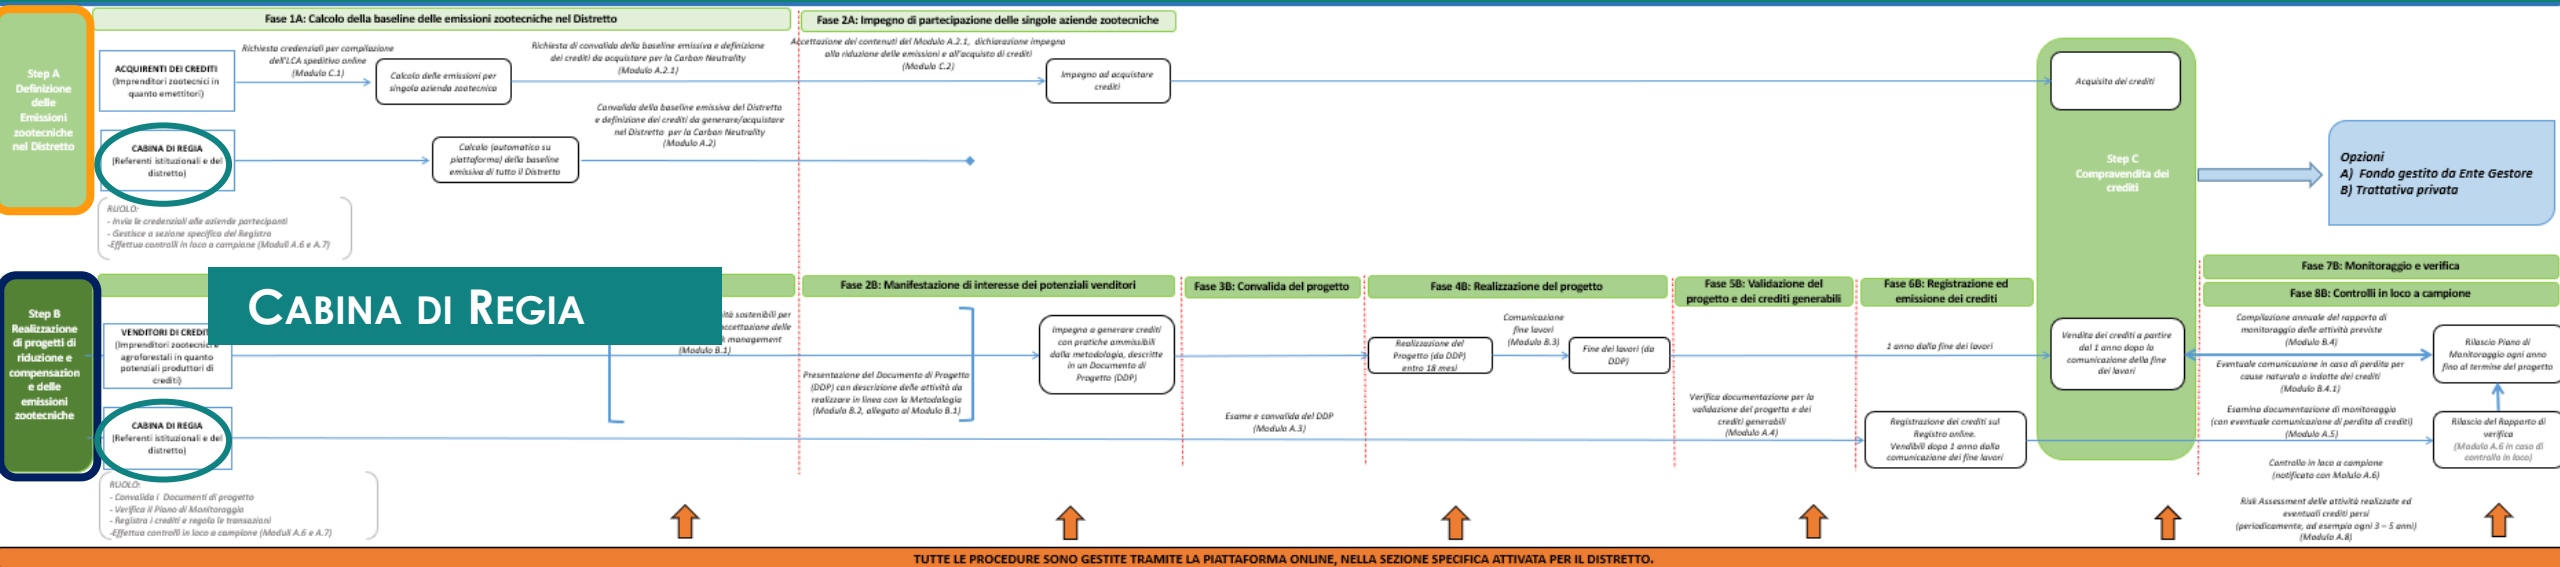 Fase 1A: Calcolo della baseline delle emissioni zootecniche nel Distretto
Fase 2A: Impegno di partecipazione delle singole aziende zootecniche
Step A
Definizione
delle
Emissioni
zootecniche
nel Distretto
ACQUIRENTI DEI CREDITI
(Imprenditori zootecnici in
quanto emettitori)
Richiesta credenziali per compilazione
dell'LCA speditivo online
(Modulo C.1)
Calcolo delle emissioni per
singola azienda zootecnica
Richiesta di convalida della baseline emissiva e definizione
dei crediti da acquistare per la Carbon Neutrality
(Modulo A.2.1)
Accettazione dei contenuti del Modulo A.2.1, dichiarazione impegno
alla riduzione delle emissioni e all'acquisto di crediti
(Modulo C.2)
Impegno ad acquistare
crediti
Acquisto dei crediti
CABINA DI REGIA
(Referenti istituzionali e del
distretto)
Calcolo (automatico su
piattaforma) della baseline
emissiva di tutto il Distretto
Convalida della baseline emissiva del Distretto
e definizione dei crediti da generare/acquistare
nel Distretto per la Carbon Neutrality
(Modulo A.2)
RUOLO:
- Invia le credenziali alle aziende partecipanti
- Gestisce a sezione specifica del Registro
-Effettua controlli in loco a campione (Moduli A.6 e A.7)
Step C
Compravendita dei
crediti
Opzioni
A) Fondo gestito da Ente Gestore
B) Trattativa privata
CABINA DI REGIA
Fase 2B: Manifestazione di interesse dei potenziali venditori
Fase 3B: Convalida del progetto
Fase 4B: Realizzazione del progetto
Fase 5B: Validazione del
progetto e dei crediti generabili
Fase 6B: Registrazione ed
emissione dei crediti
Fase 7B: Monitoraggio e verifica
Fase 8B: Controlli in loco a campione
Step B
Realizzazione
di progetti di
riduzione e
compensazion
e delle
emissioni
zootecniche
VENDITORI DI CREDIT
(Imprenditori zootecnici e
agroforestali in quanto
potenziali produttori di
crediti)
ità sostenibili per
accettazione delle
k management
(Modulo B.1)
Presentazione del Documento di Progetto
(DDP) con descrizione delle attività da
realizzare in linea con la Metodologia
(Modulo B.2, allegato al Modulo B.1)
Impegno a generare crediti
con pratiche ammissibili
dalla metodologia, descritte
in un Documento di
Progetto (DDP)
Esame e convalida del DDP
(Modulo A.3)
Realizzazione del
Progetto (da DDP)
entro 18 mesi
Comunicazione
fine lavori
(Modulo B.3)
Fine dei lavori (da
DDP)
1 anno dalla fine dei lavori
Verifica documentazione per la
validazione del progetto e dei
crediti generabili
(Modulo A.4)
Registrazione dei crediti sul
Registro online.
Vendibili dopo 1 anno dalla
comunicazione dei fine lavori
Vendita dei crediti a partire
dal 1 anno dopo la
comunicazione della fine
dei lavori
Compilazione annuale del rapporto di
monitoraggio delle attività previste
(Modulo B.4)
Eventuale comunicazione in caso di perdita per
cause naturale o indotte dei crediti
(Modulo B.4.1)
Rilascio Piano di
Monitoraggio ogni anno
fino al termine del progetto
Esamina documentazione di monitoraggio
(con eventuale comunicazione di perdita di crediti)
(Modulo A.5)
Rilascio del Rapporto di
verifica
(Modulo A.6 in caso di
controllo in loco)
Controllo in loco a campione
(notificato con Molulo A.6)
Risk Assessment delle attività realizzate ed
eventuali crediti persi
(periodicamente, ad esempio ogni 3 – 5 anni)
(Modulo A.8)
CABINA DI REGIA
(Referenti istituzionali e del
distretto)
RUOLO:
- Convalida i Documenti di progetto
- Verifica il Piano di Monitoraggio
- Registra i crediti e regola le transazioni
-Effettua controlli in loco a campione (Moduli A.6 e A.7)
TUTTE LE PROCEDURE SONO GESTITE TRAMITE LA PIATTAFORMA ONLINE, NELLA SEZIONE SPECIFICA ATTIVATA PER IL DISTRETTO.